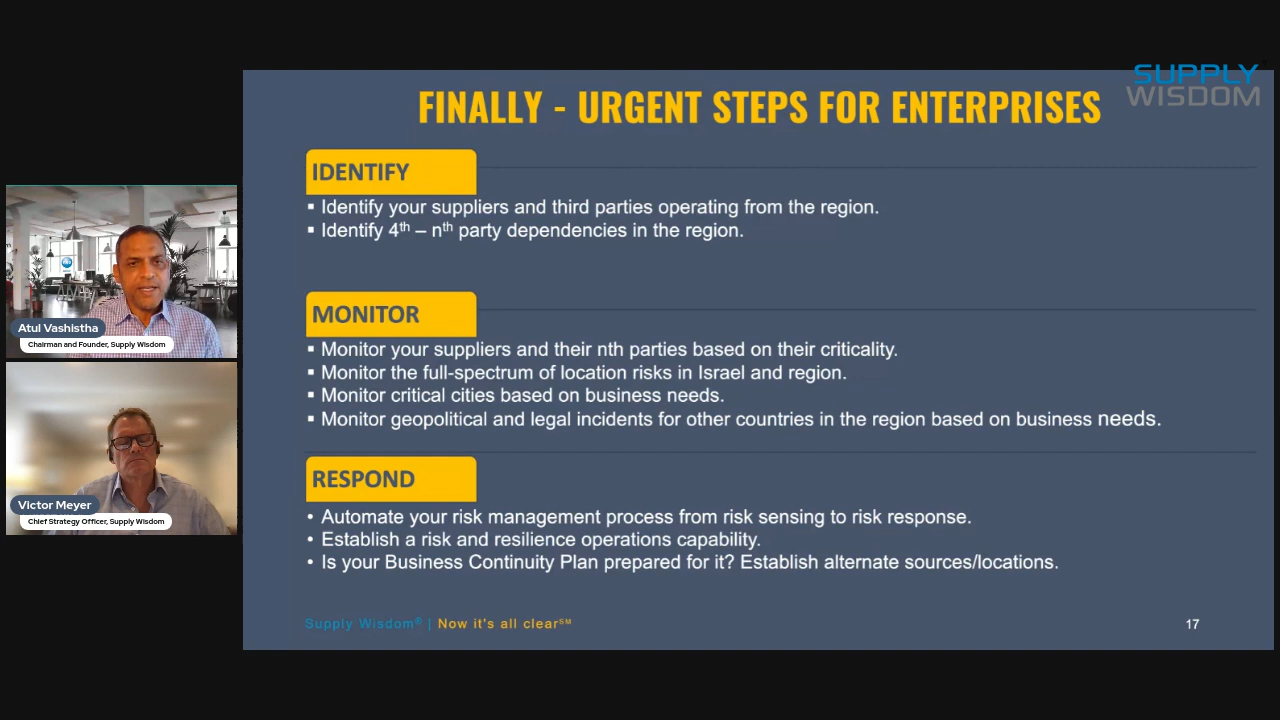 SUPPLY
WISDOM
FINALLY - URGENT STEPS FOR ENTERPRISES
IDENTIFY
▪ Identify your suppliers and third parties operating from the region.
▪ Identify 4th – nth party dependencies in the region.
MONITOR
▪ Monitor your suppliers and their nth parties based on their criticality.
▪ Monitor the full-spectrum of location risks in Israel and region.
▪ Monitor critical cities based on business needs.
▪ Monitor geopolitical and legal incidents for other countries in the region based on business needs.
RESPOND
• Automate your risk management process from risk sensing to risk response.
• Establish a risk and resilience operations capability.
• Is your Business Continuity Plan prepared for it? Establish alternate sources/locations.
Supply Wisdom® | Now it's all clear℠
17
Atul Vashistha
Chairman and Founder, Supply Wisdom
Victor Meyer
Chief Strategy Officer, Supply Wisdom